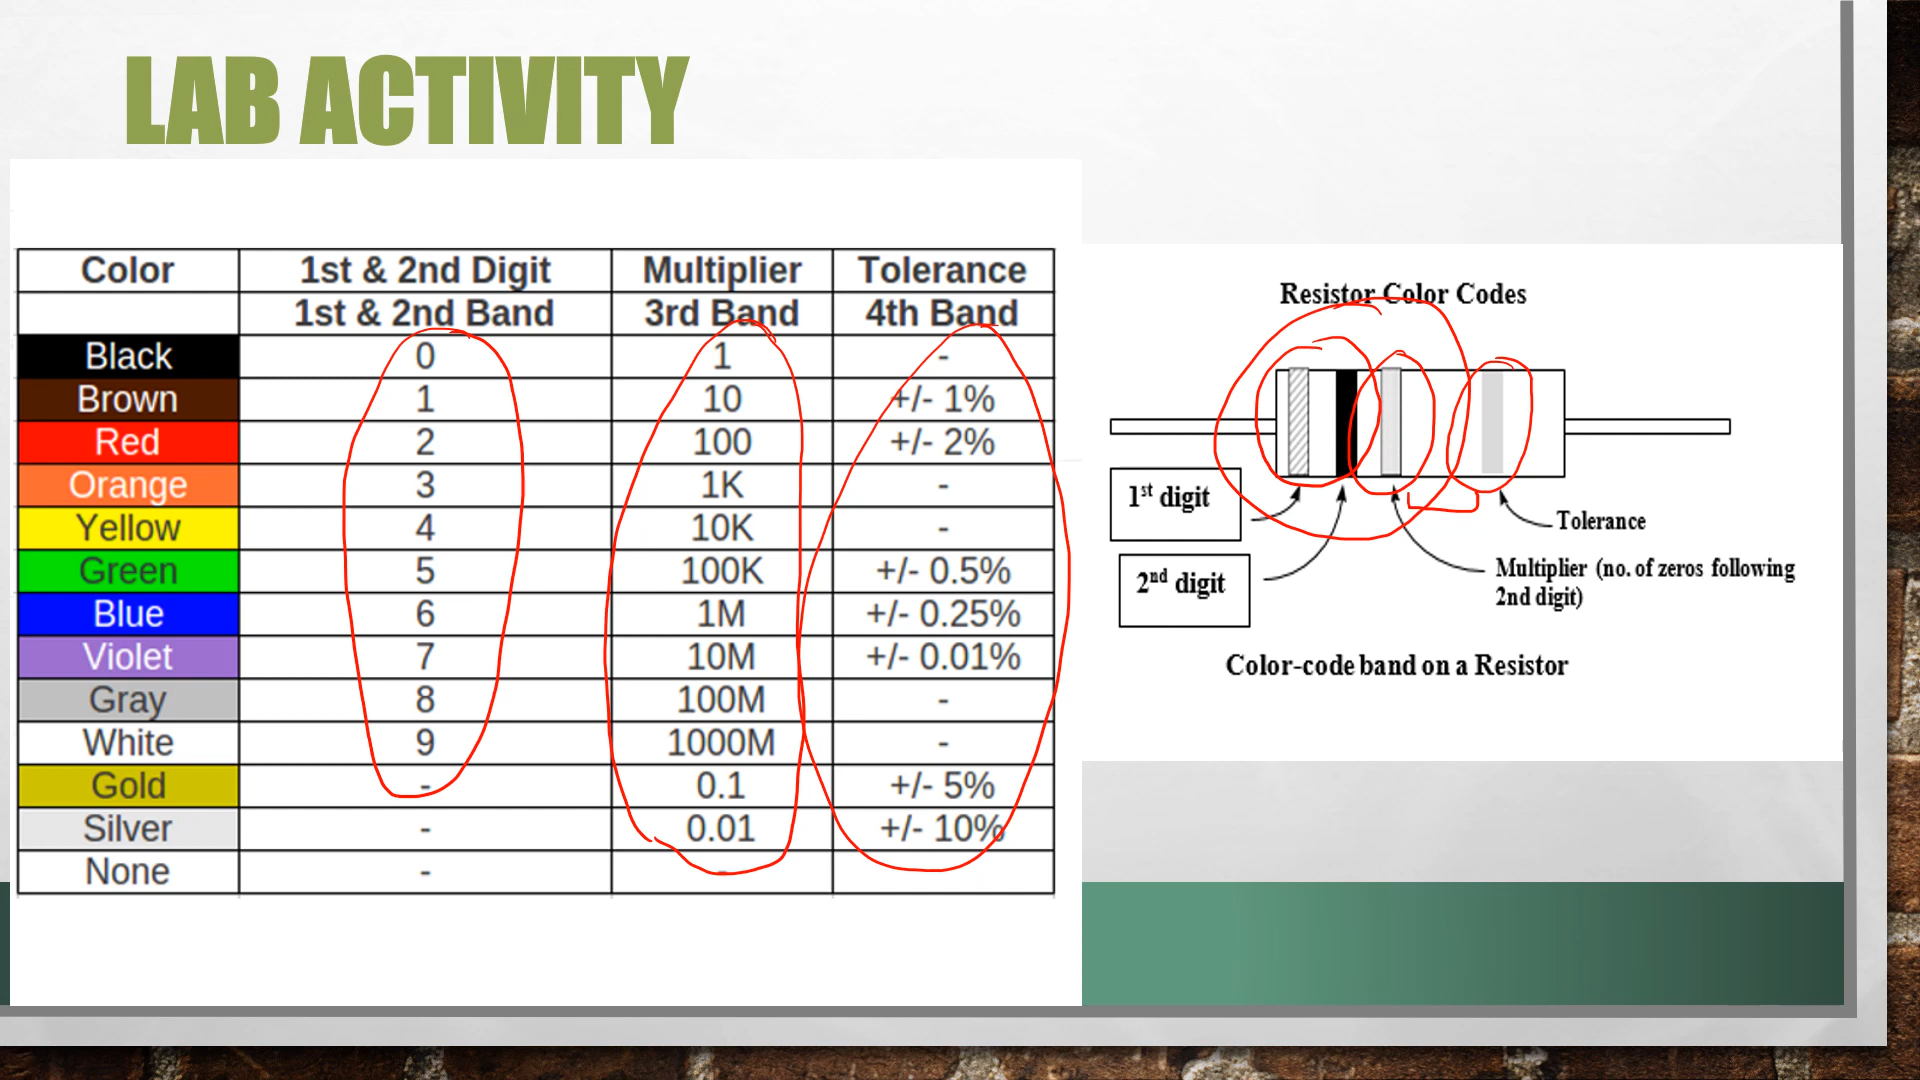 LAB ACTIVITY
Color 1st & 2nd Digit Multiplier Tolerance
1st & 2nd Band 3rd Band 4th Band
Black 0 1 -
Brown 1 10 +/- 1%
Red 2 100 +/- 2%
Orange 3 1K -
Yellow 4 10K -
Green 5 100K +/- 0.5%
Blue 6 1M +/- 0.25%
Violet 7 10M +/- 0.01%
Gray 8 100M -
White 9 1000M -
Gold - 0.1 +/- 5%
Silver - 0.01 +/- 10%
None - -
Resistor Color Codes
1st digit
2nd digit
Tolerance
Multiplier (no. of zeros following
2nd digit)
Color-code band on a Resistor